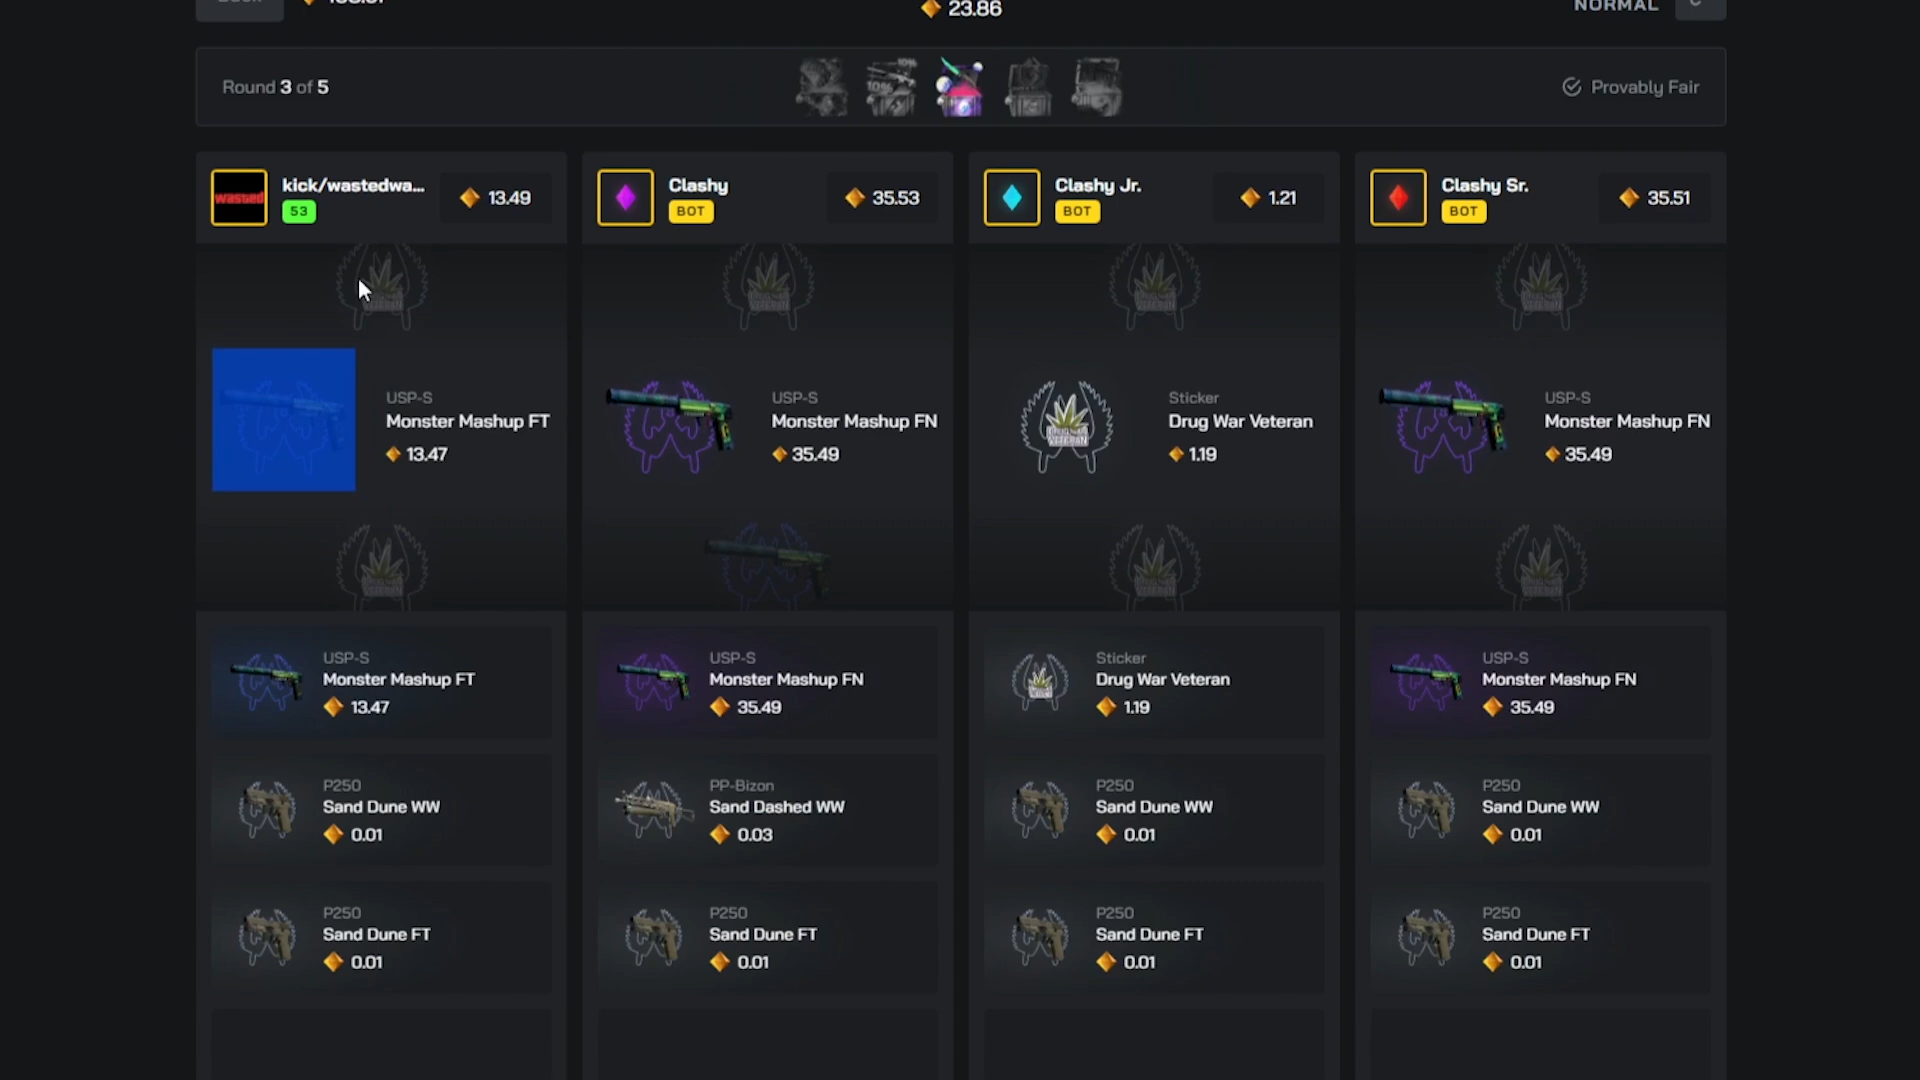 23.86
NORMAL
Round 3 of 5
10%
10%
Provably Fair
wasted
kick/wastedwa...
53
13.49
Clashy
BOT
35.53
Clashy Jr.
BOT
1.21
Clashy Sr.
BOT
35.51
USP-S
Monster Mashup FT
13.47
USP-S
Monster Mashup FN
35.49
DRUG WAR
VETERAN
Sticker
Drug War Veteran
1.19
USP-S
Monster Mashup FN
35.49
USP-S
Monster Mashup FT
13.47
USP-S
Monster Mashup FN
35.49
Sticker
Drug War Veteran
1.19
USP-S
Monster Mashup FN
35.49
P250
Sand Dune WW
0.01
PP-Bizon
Sand Dashed WW
0.03
P250
Sand Dune WW
0.01
P250
Sand Dune WW
0.01
P250
Sand Dune FT
0.01
P250
Sand Dune FT
0.01
P250
Sand Dune FT
0.01
P250
Sand Dune FT
0.01